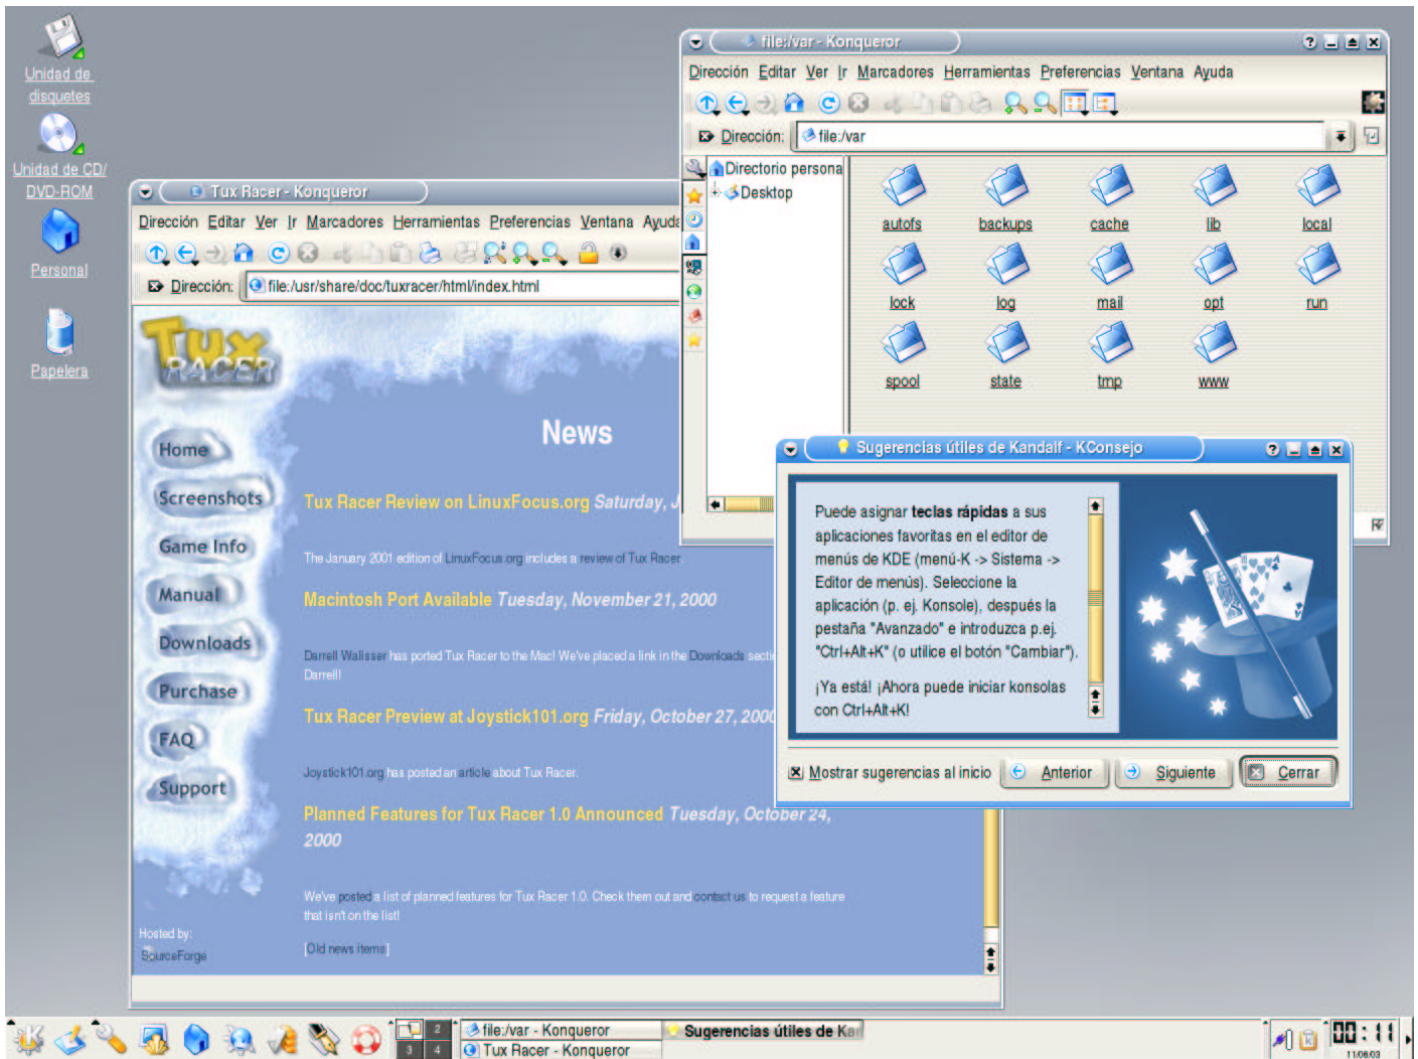 Unidad de
disquetes
Unidad de CD/
DVD-ROM
Personal
Papelera
file:/var - Konqueror
Dirección Editar Ver Ir Marcadores Herramientas Preferencias Ventana Ayuda
Dirección: file:/var
Directorio persona
Desktop
autofs backups cache lib local
lock log mail opt run
spool state tmp www
Tux Racer - Konqueror
Dirección Editar Ver Ir Marcadores Herramientas Preferencias Ventana Ayuda
Dirección: file:/usr/share/doc/tuxracer/html/index.html
TUX
RACER
Home
Screenshots
Game Info
Manual
Downloads
Purchase
FAQ
Support
Hosted by:
SourceForge
News
Tux Racer Review on LinuxFocus.org Saturday, J
The January 2001 edition of LinuxFocus.org includes a review of Tux Racer
Macintosh Port Available Tuesday, November 21, 2000
Darrell Walisser has ported Tux Racer to the Mac! We've placed a link in the Downloads secti
Darrell!
Tux Racer Preview at Joystick101.org Friday, October 27, 2000
Joystick101.org has posted an article about Tux Racer.
Planned Features for Tux Racer 1.0 Announced Tuesday, October 24,
2000
We've posted a list of planned features for Tux Racer 1.0. Check them out and contact us to request a feature
that isn't on the list!
[Old news items]
Sugerencias útiles de Kandalf - KConsejo
Puede asignar teclas rápidas a sus
aplicaciones favoritas en el editor de
menús de KDE (menú-K -> Sistema ->
Editor de menús). Seleccione la
aplicación (p. ej. Konsole), después la
pestaña "Avanzado" e introduzca p.ej.
"Ctrl+Alt+K" (o utilice el botón "Cambiar").
¡Ya está! ¡Ahora puede iniciar konsolas
con Ctrl+Alt+K!
Mostrar sugerencias al inicio Anterior Siguiente Cerrar
2
3 4
file:/var - Konqueror
Tux Racer - Konqueror
Sugerencias útiles de Kan
00:11
11/06/03